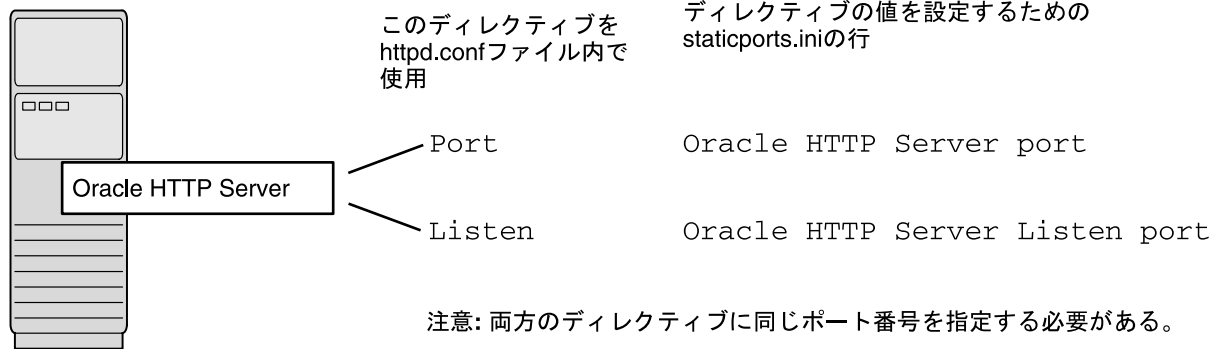 このディレクティブを
httpd.confファイル内で
使用
ディレクティブの値を設定するための
staticports.iniの行
Oracle HTTP Server
Port
Oracle HTTP Server port
Listen
Oracle HTTP Server Listen port
注意: 両方のディレクティブに同じポート番号を指定する必要がある。